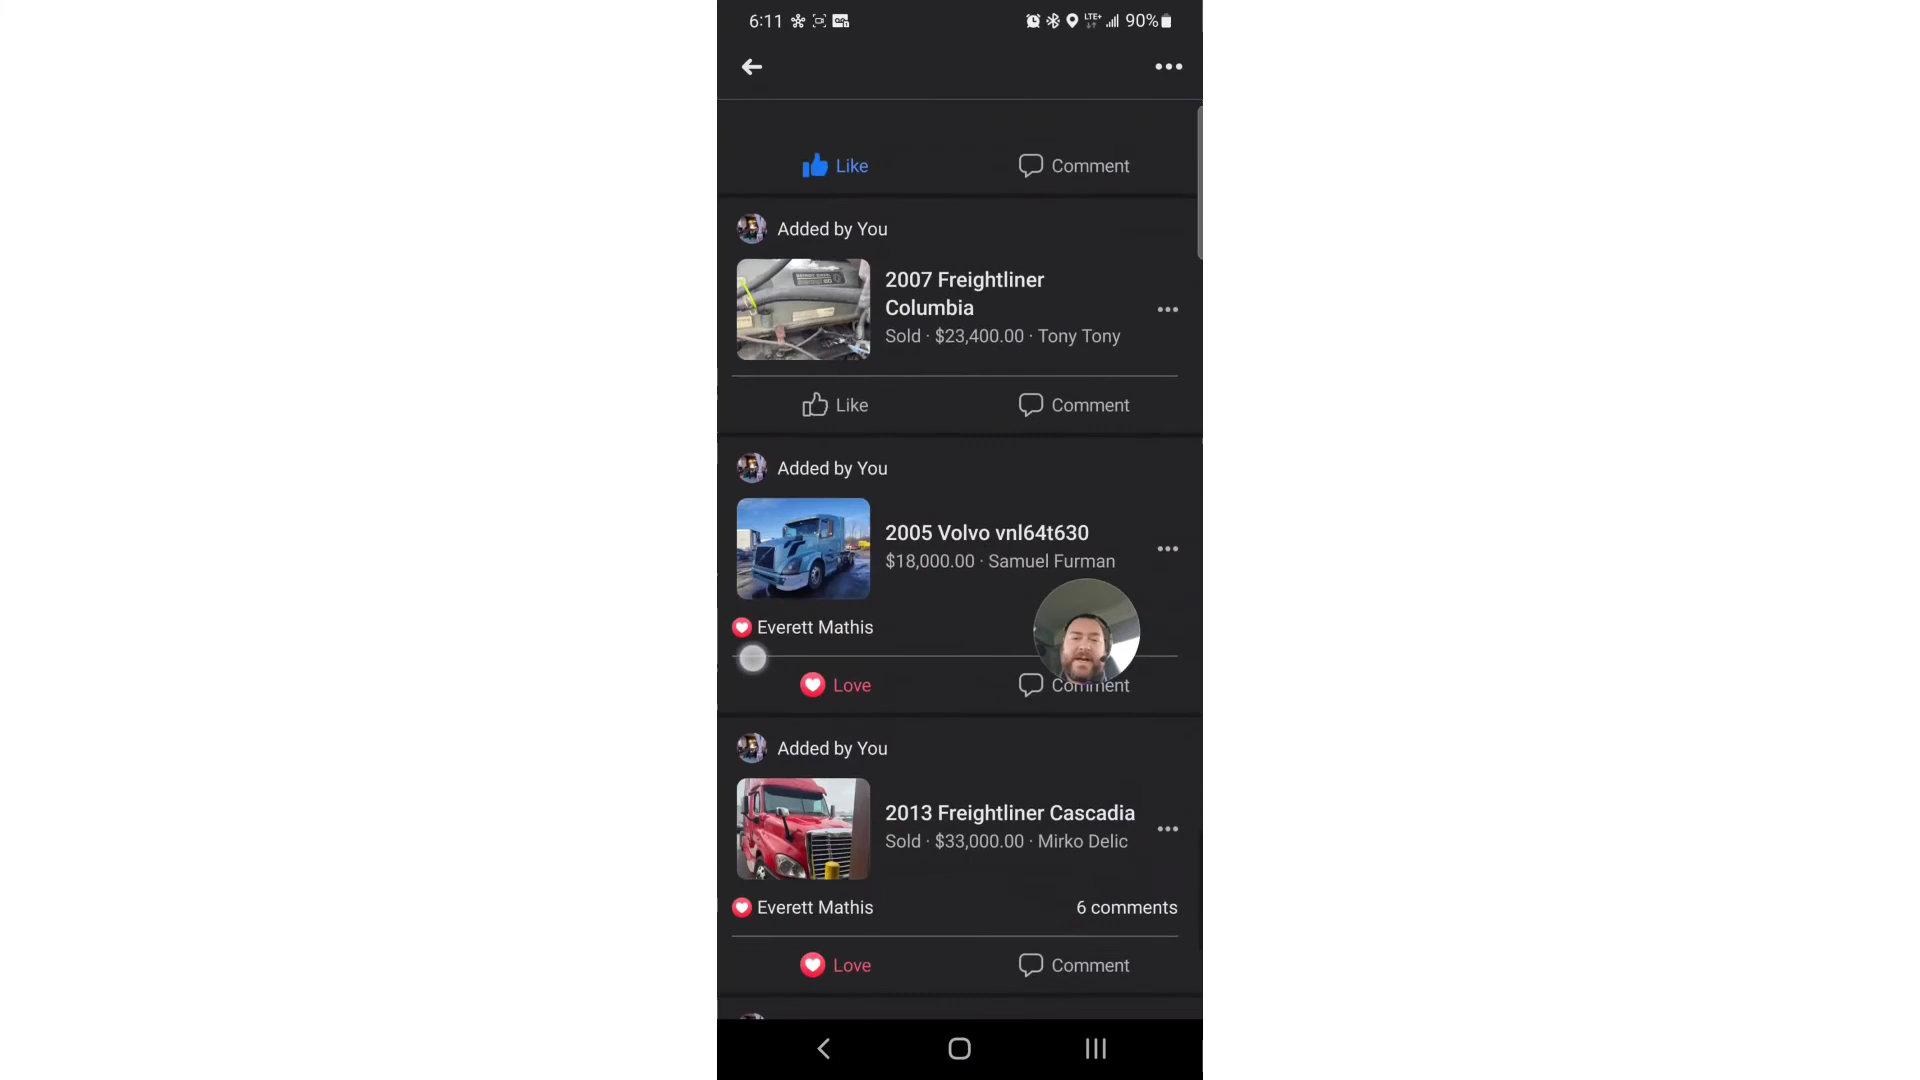 6:11 LTE+ 90%
Like Comment
Added by You
2007 Freightliner
Columbia
Sold · $23,400.00 · Tony Tony
Like Comment
Added by You
2005 Volvo vnl64t630
$18,000.00 · Samuel Furman
Everett Mathis
Love Comment
Added by You
2013 Freightliner Cascadia
Sold · $33,000.00 · Mirko Delic
Everett Mathis 6 comments
Love Comment